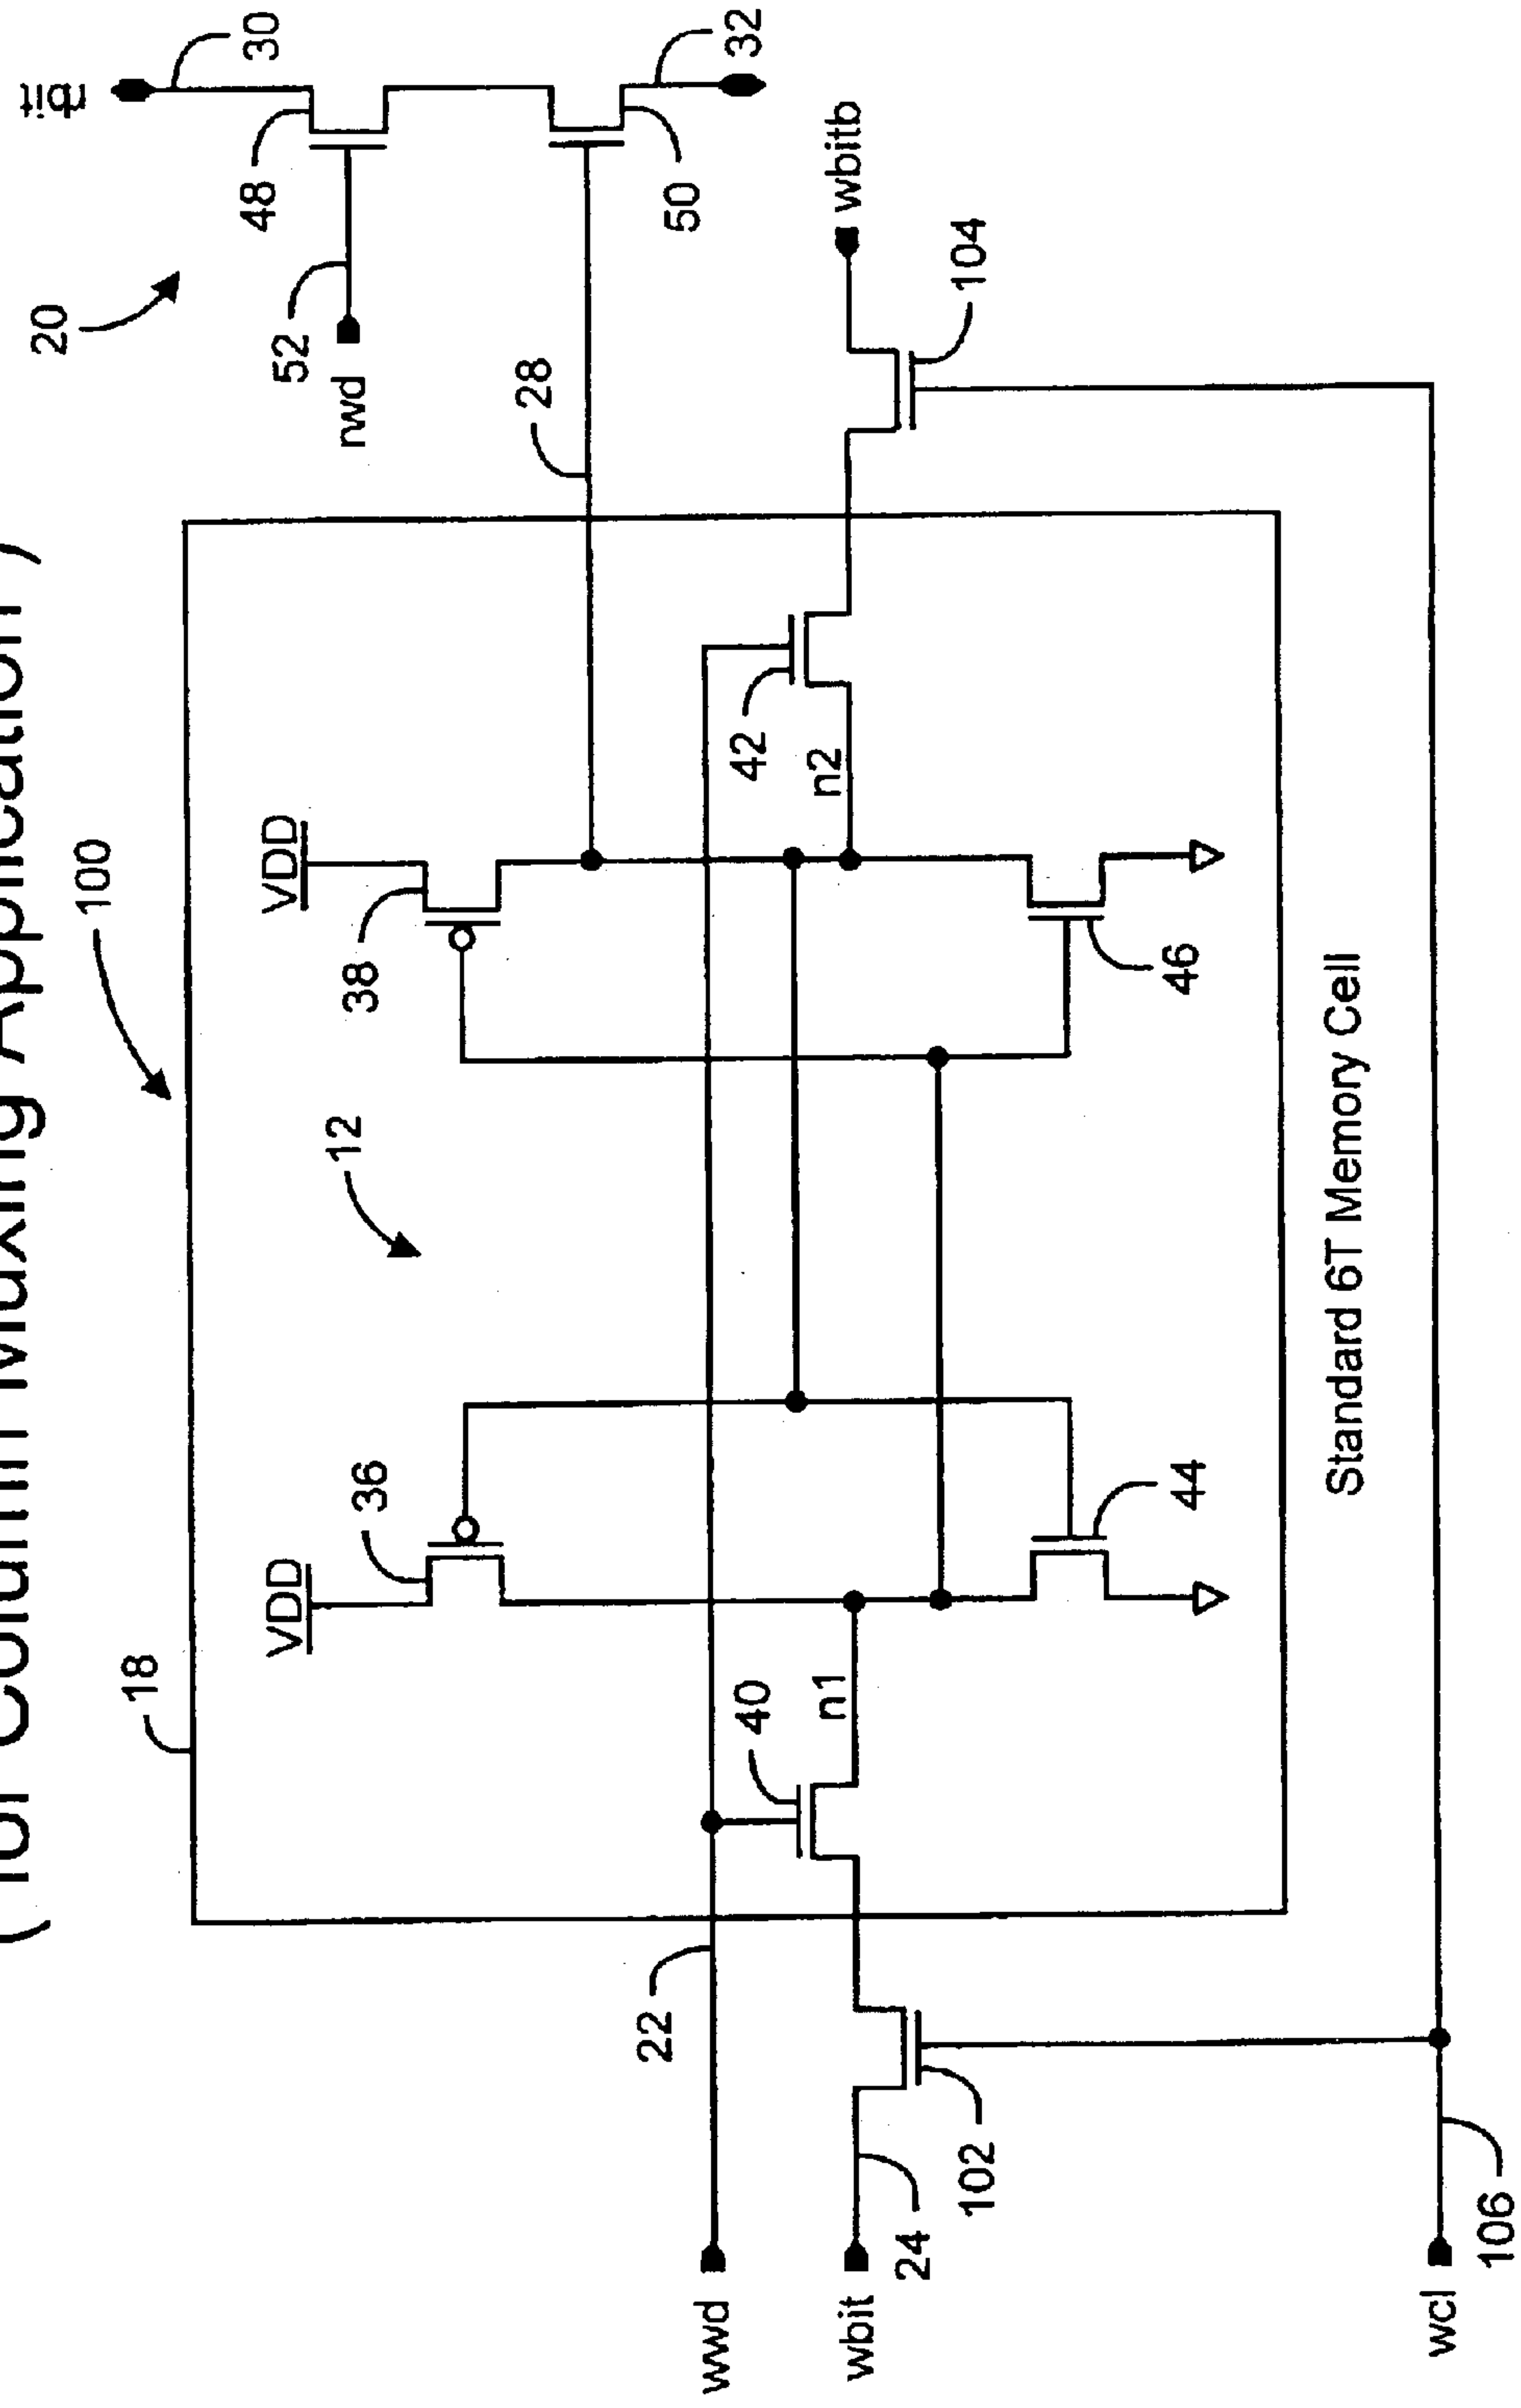 ( for Column Muxing Application )
rbit
20
100
18
30
48
VDD
VDD
52
12
rwd
36
38
28
22
50
wwd
40
42
32
n1
n2
wbit
wbitb
24
102
104
44
46
Standard 6T Memory Cell
wcl
106